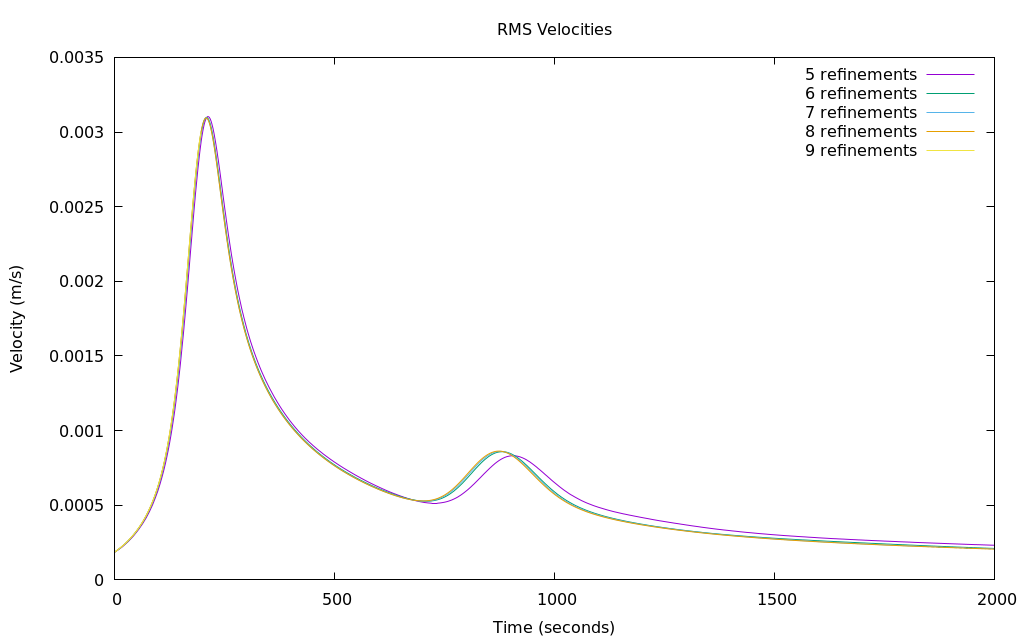 RMS Velocities
0.0035
0.003
0.0025
0.002
0.0015
0.001
0.0005
0
Velocity (m/s)
5 refinements
6 refinements
7 refinements
8 refinements
9 refinements
0
500
1000
1500
2000
Time (seconds)